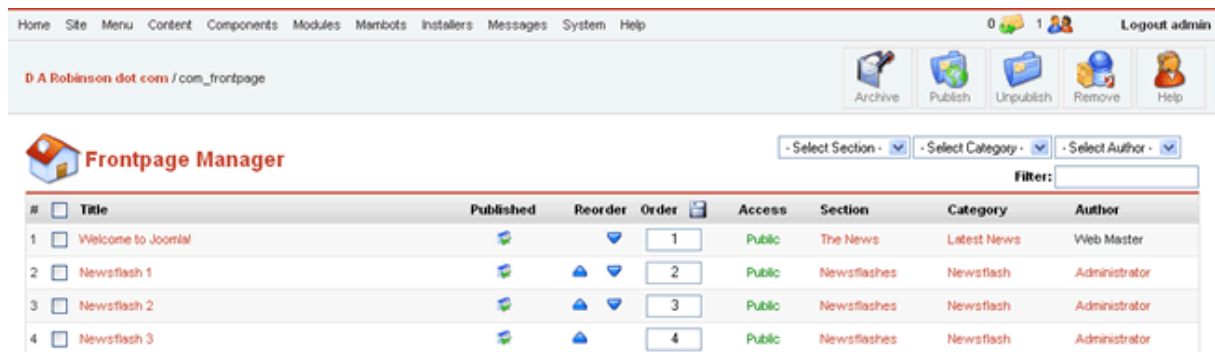 Home Site Menu Content Components Modules Mambots Installers Messages System Help 0 1 Logout admin
D A Robinson dot com / com_frontpage
Archive Publish Unpublish Remove Help
Frontpage Manager
- Select Section - - Select Category - - Select Author -
Filter:
# Title Published Reorder Order Access Section Category Author
1 Welcome to Joomla! 1 Public The News Latest News Web Master
2 Newsflash 1 2 Public Newsflashes Newsflash Administrator
3 Newsflash 2 3 Public Newsflashes Newsflash Administrator
4 Newsflash 3 4 Public Newsflashes Newsflash Administrator